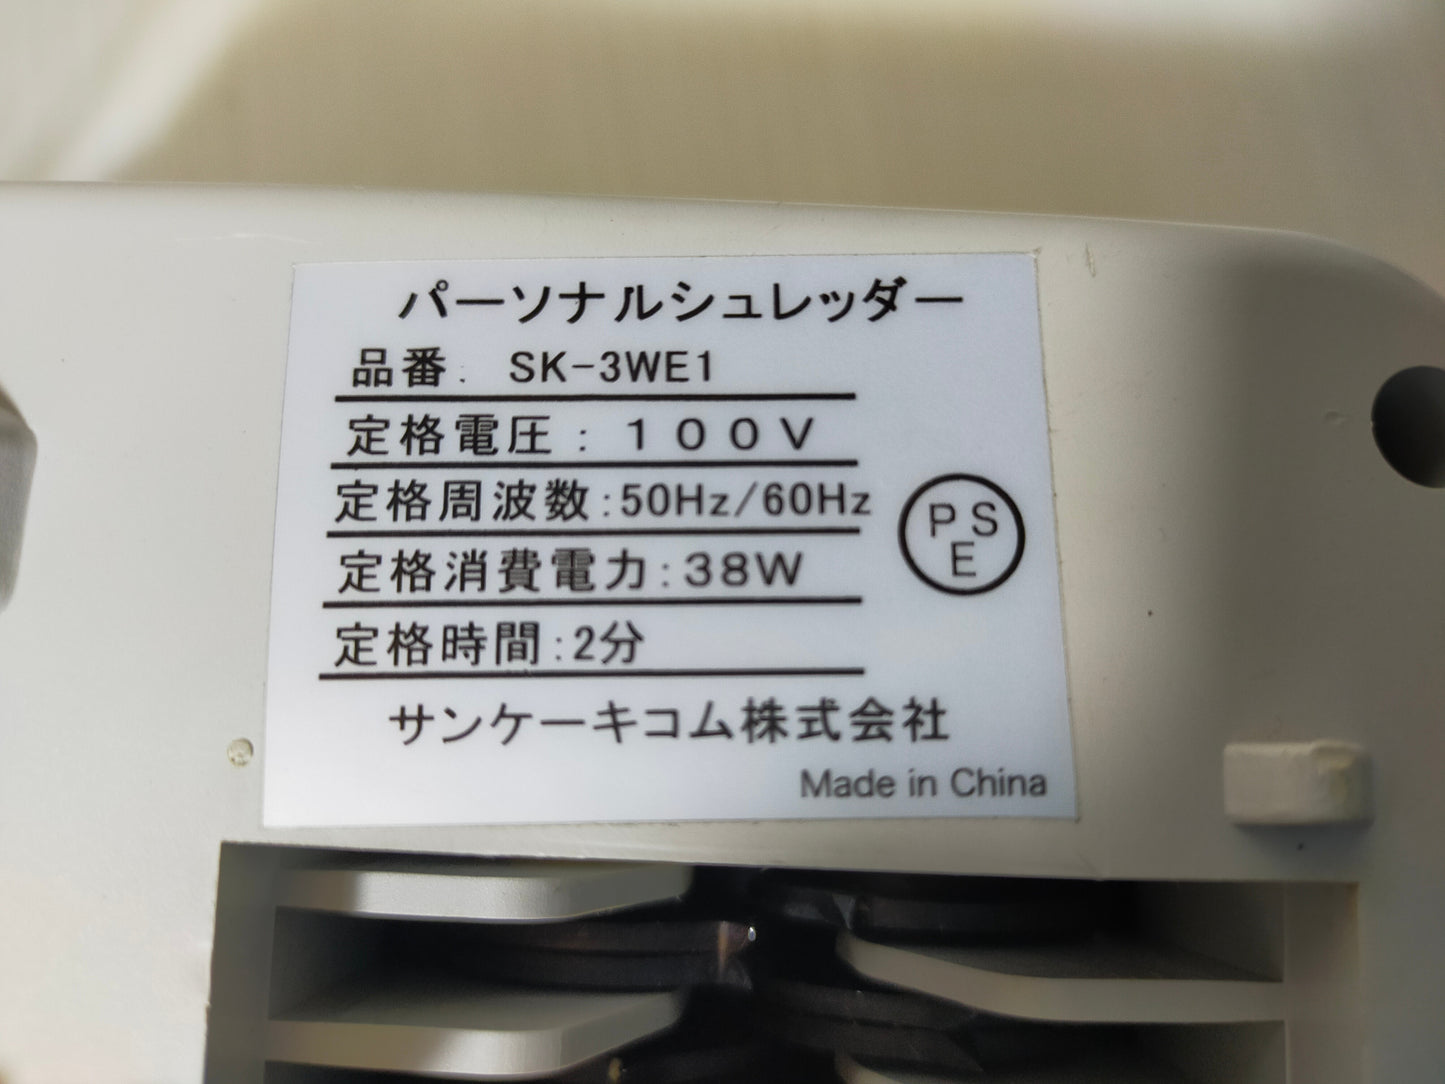 パーソナルシュレッダー
品番: SK-3WE1
定格電圧:100V
定格周波数:50Hz/60Hz
定格消費電力:38W
定格時間:2分
PSE
サンケーキコム株式会社
Made in China